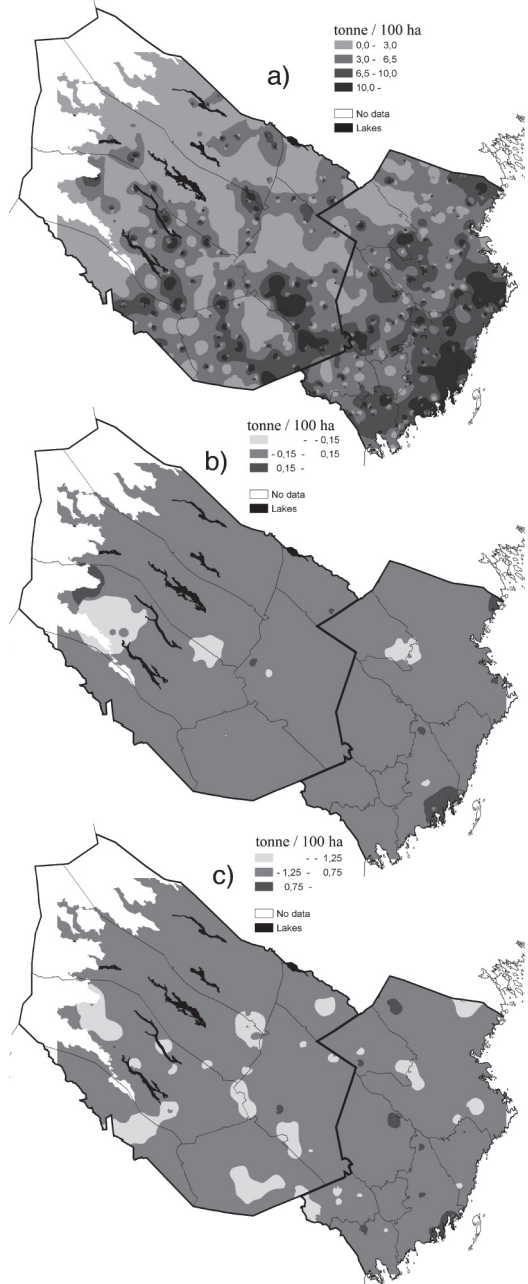 tonne / 100 ha
a)
0,0 - 3,0
3,0 - 6,5
6,5 - 10,0
10,0 -
No data
Lakes
tonne / 100 ha
b)
- - 0,15
- 0,15 - 0,15
0,15 -
No data
Lakes
tonne / 100 ha
c)
- - 1,25
- 1,25 - 0,75
0,75 -
No data
Lakes